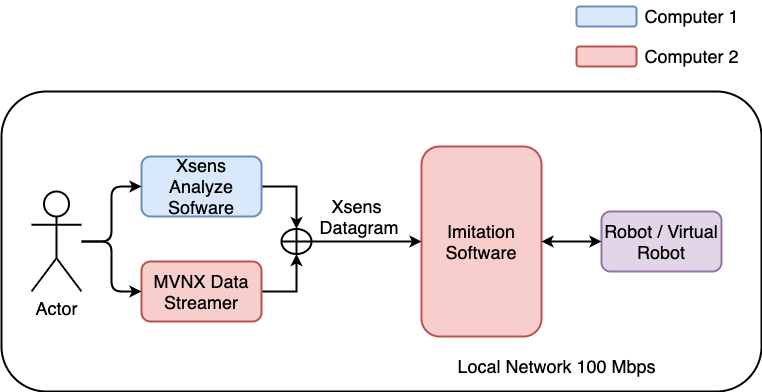 Computer 1
Computer 2
Xsens
Analyze
Sofware
Xsens
Datagram
Imitation
Software
Robot / Virtual
Robot
MVNX Data
Streamer
Actor
Local Network 100 Mbps